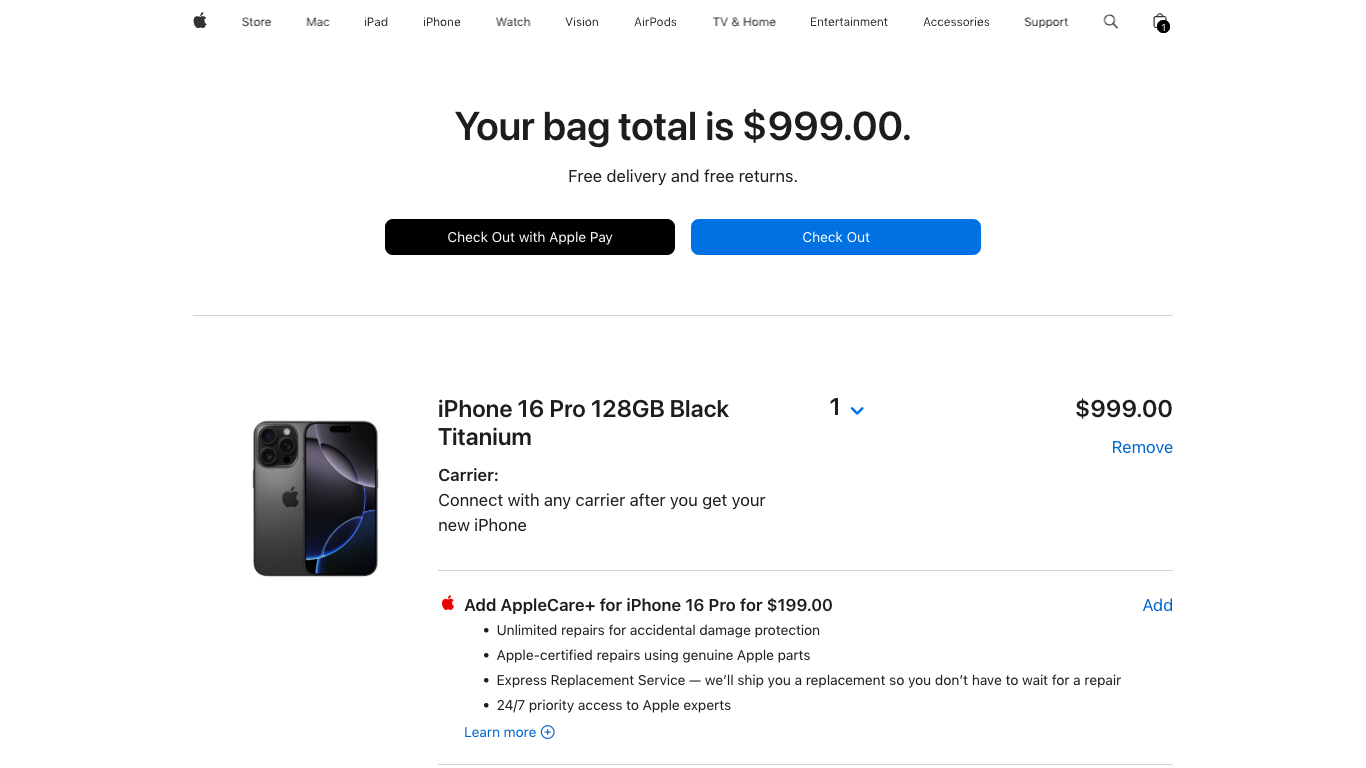 Store Mac iPad iPhone Watch Vision AirPods TV & Home Entertainment Accessories Support 1
Your bag total is $999.00.
Free delivery and free returns.
Check Out with Apple Pay Check Out
iPhone 16 Pro 128GB Black 1 $999.00
Titanium
Remove
Carrier:
Connect with any carrier after you get your
new iPhone
Add AppleCare+ for iPhone 16 Pro for $199.00 Add
• Unlimited repairs for accidental damage protection
• Apple-certified repairs using genuine Apple parts
• Express Replacement Service — we’ll ship you a replacement so you don’t have to wait for a repair
• 24/7 priority access to Apple experts
Learn more